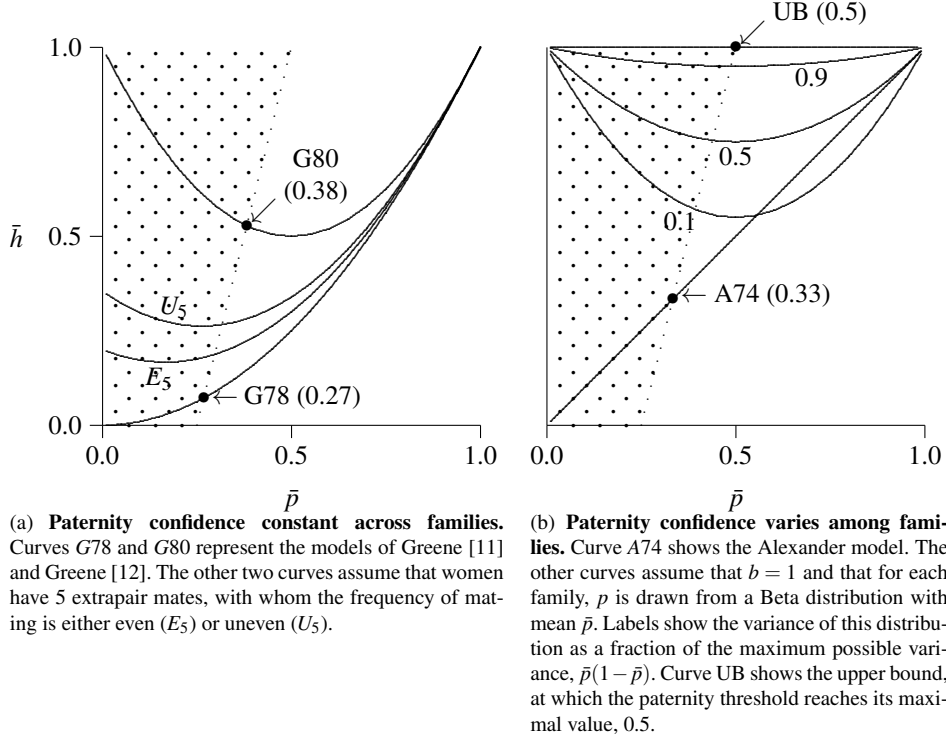 1.0
0.5
0.0
h̄
G80
(0.38)
U5
E5
G78 (0.27)
0.0 0.5 1.0
p̄
(a) Paternity confidence constant across families.
Curves G78 and G80 represent the models of Greene [11]
and Greene [12]. The other two curves assume that women
have 5 extrapair mates, with whom the frequency of mat-
ing is either even (E5) or uneven (U5).
UB (0.5)
0.9
0.5
0.1
A74 (0.33)
0.0 0.5 1.0
p̄
(b) Paternity confidence varies among fami-
lies. Curve A74 shows the Alexander model. The
other curves assume that b = 1 and that for each
family, p is drawn from a Beta distribution with
mean p̄. Labels show the variance of this distribu-
tion as a fraction of the maximum possible vari-
ance, p̄(1 − p̄). Curve UB shows the upper bound,
at which the paternity threshold reaches its maxi-
mal value, 0.5.